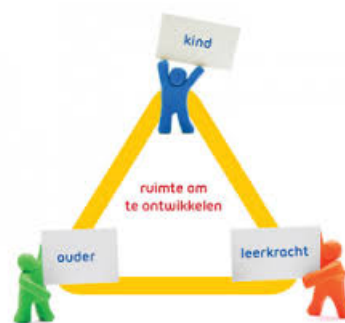 kind
ruimte om
te ontwikkelen
ouder
leerkracht